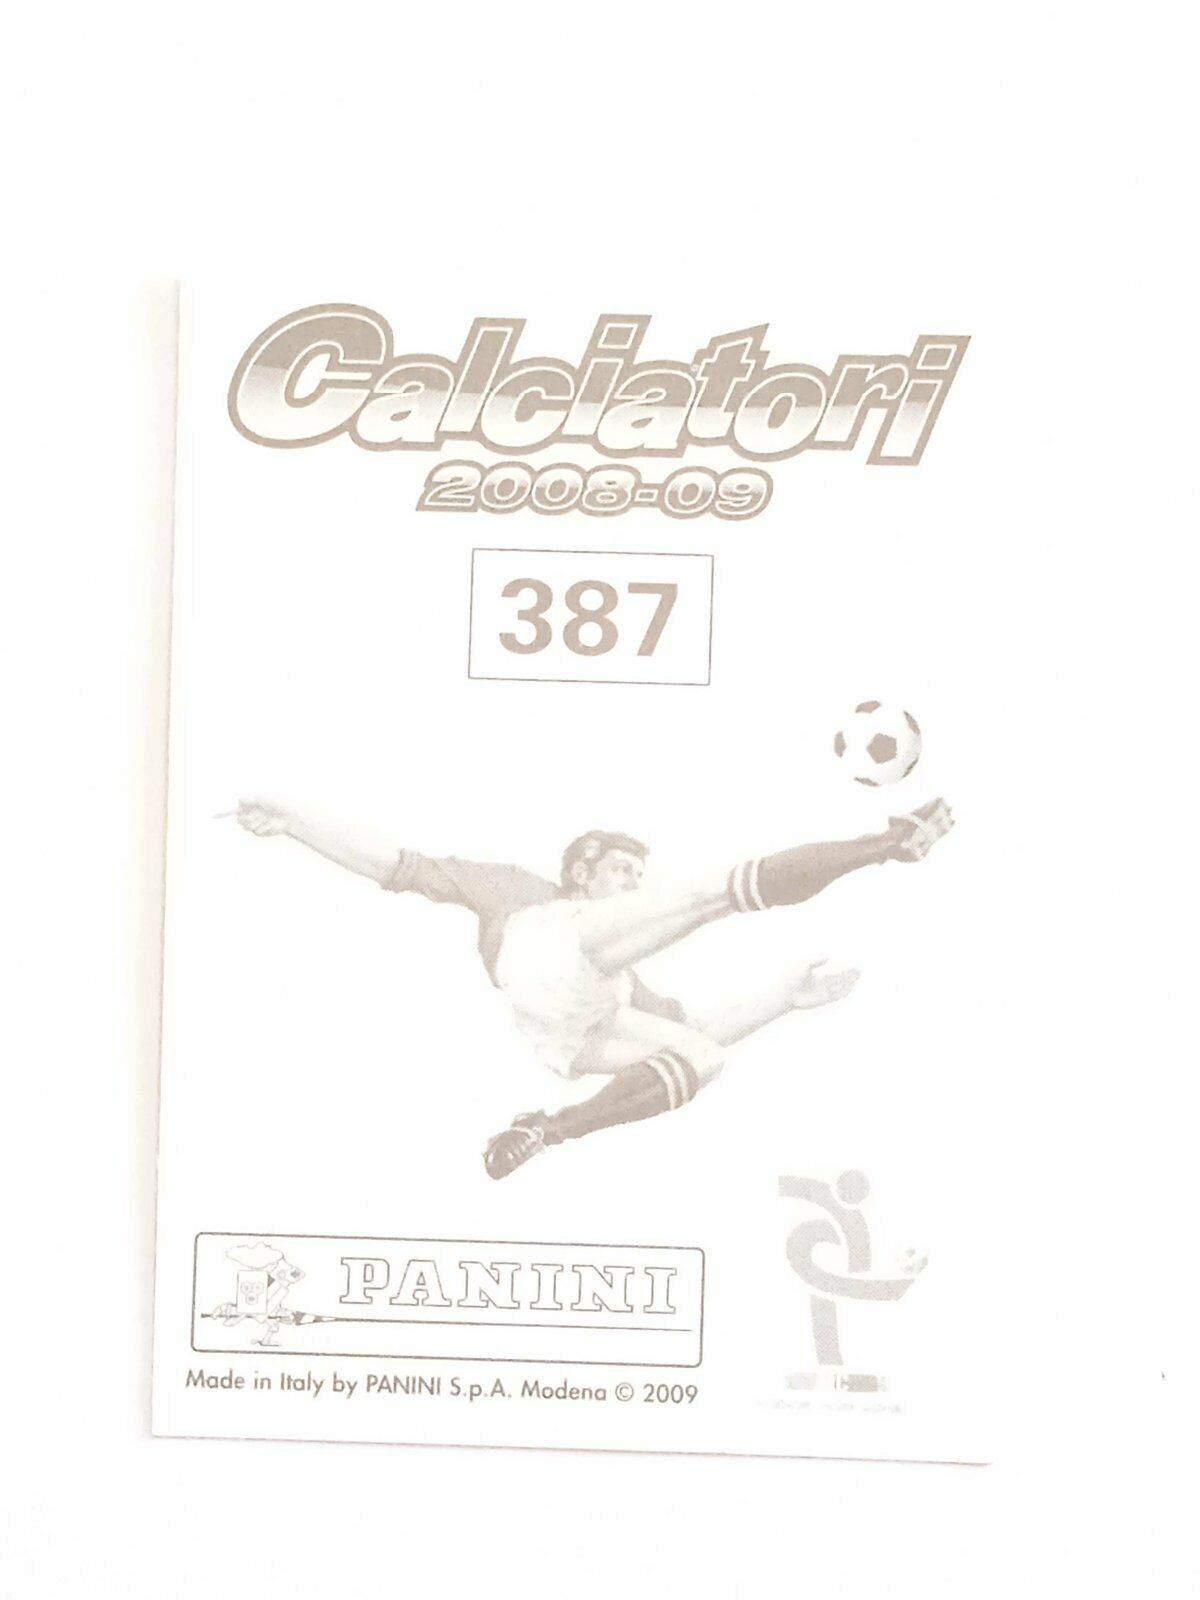 Calciatori
2008-09
387
PANINI
Made in Italy by PANINI S.p.A. Modena © 2009